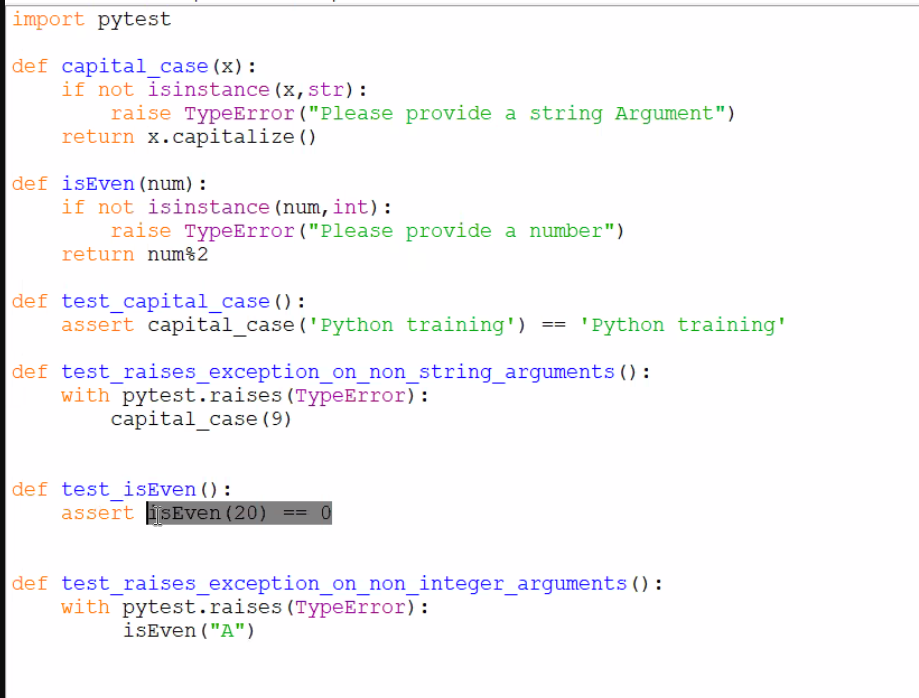 import pytest
def capital_case(x):
    if not isinstance(x,str):
        raise TypeError("Please provide a string Argument")
    return x.capitalize()
def isEven(num):
    if not isinstance(num,int):
        raise TypeError("Please provide a number")
    return num%2
def test_capital_case():
    assert capital_case('Python training') == 'Python training'
def test_raises_exception_on_non_string_arguments():
    with pytest.raises(TypeError):
        capital_case(9)
def test_isEven():
    assert isEven(20) == 0
def test_raises_exception_on_non_integer_arguments():
    with pytest.raises(TypeError):
         isEven("A")